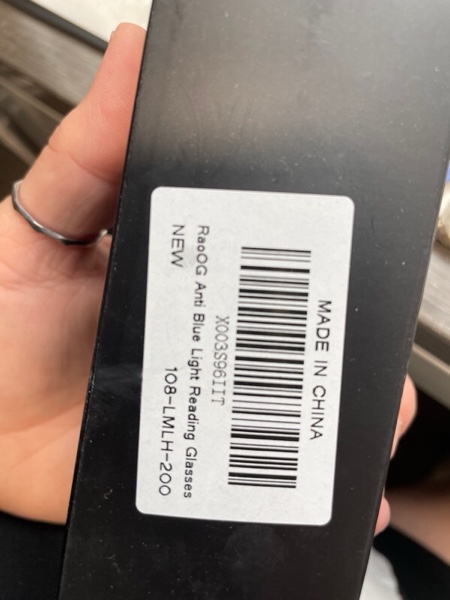 MADE IN CHINA
X003S96IIT
RaoOG Anti Blue Light Reading Glasses
NEW 108-LMLH-200